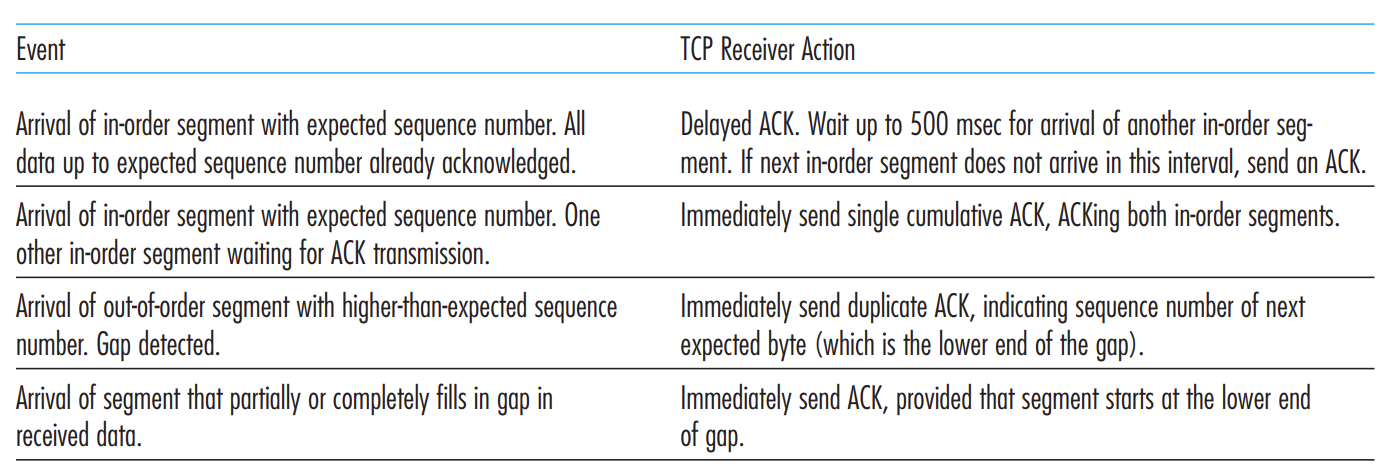 Event
TCP Receiver Action
Arrival of in-order segment with expected sequence number. All
data up to expected sequence number already acknowledged.
Delayed ACK. Wait up to 500 msec for arrival of another in-order seg-
ment. If next in-order segment does not arrive in this interval, send an ACK.
Arrival of in-order segment with expected sequence number. One
other in-order segment waiting for ACK transmission.
Immediately send single cumulative ACK, ACKing both in-order segments.
Arrival of out-of-order segment with higher-than-expected sequence
number. Gap detected.
Immediately send duplicate ACK, indicating sequence number of next
expected byte (which is the lower end of the gap).
Arrival of segment that partially or completely fills in gap in
received data.
Immediately send ACK, provided that segment starts at the lower end
of gap.